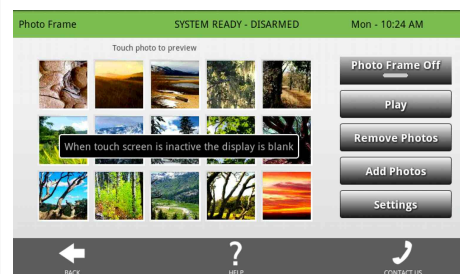 Photo Frame
SYSTEM READY - DISARMED
Mon - 10:24 AM
Touch photo to preview
Photo Frame Off
Play
When touch screen is inactive the display is blank
Remove Photos
Add Photos
Settings
BACK
HELP
CONTACT US